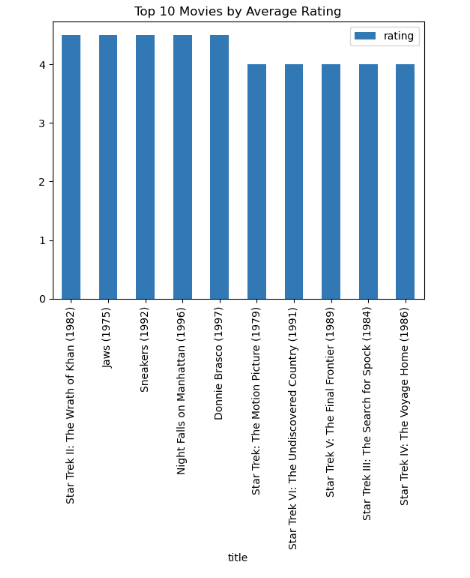 Top 10 Movies by Average Rating
rating
4
3
2
1
0
Star Trek II: The Wrath of Khan (1982)
Jaws (1975)
Sneakers (1992)
Night Falls on Manhattan (1996)
Donnie Brasco (1997)
Star Trek: The Motion Picture (1979)
Star Trek VI: The Undiscovered Country (1991)
Star Trek V: The Final Frontier (1989)
Star Trek III: The Search for Spock (1984)
Star Trek IV: The Voyage Home (1986)
title